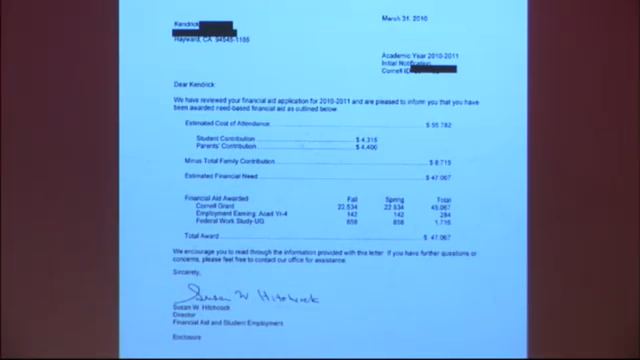 March 31, 2010
Kendrick
Hayward, CA 94545-1105
Academic Year 2010-2011
Initial Notification
Cornell ID
Dear Kendrick:
We have reviewed your financial aid application for 2010-2011 and are pleased to inform you that you have
been awarded need-based financial aid as outlined below.
Estimated Cost of Attendance $ 55,782
Student Contribution $ 4,315
Parents' Contribution $ 4,400
Minus Total Family Contribution $ 8,715
Estimated Financial Need $ 47,067
Financial Aid Awarded Fall Spring Total
Cornell Grant 22,534 22,534 45,067
Employment Earning: Acad Yr-4 142 142 284
Federal Work Study-UG 858 858 1,716
Total Award $ 47,067
We encourage you to read through the information provided with this letter. If you have further questions or
concerns, please feel free to contact our office for assistance.
Sincerely,
Susan W Hitchcock
Susan W. Hitchcock
Director
Financial Aid and Student Employment
Enclosure